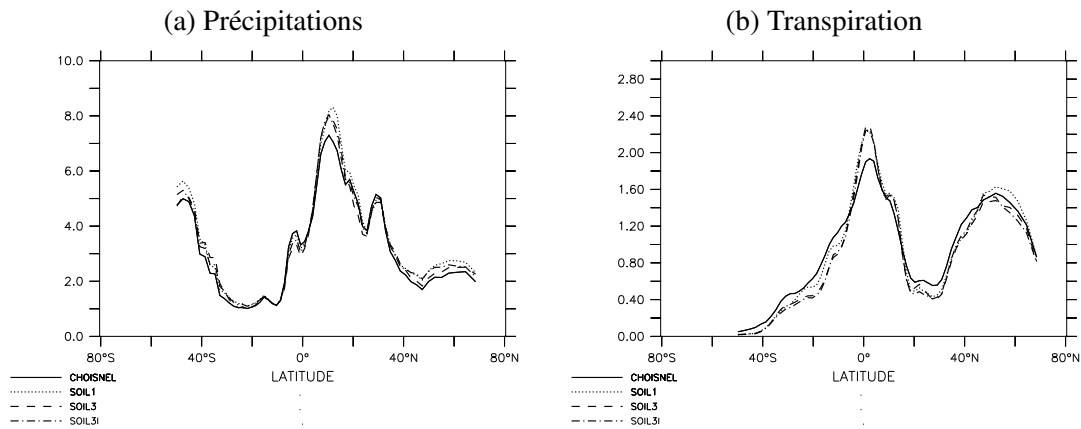 (a) Précipitations
10.0
8.0
6.0
4.0
2.0
0.0
80°S 40°S 0° 40°N 80°N
LATITUDE
CHOISNEL
SOIL1
SOIL3
SOIL3I
(b) Transpiration
2.80
2.40
2.00
1.60
1.20
0.80
0.40
0.00
80°S 40°S 0° 40°N 80°N
LATITUDE
CHOISNEL
SOIL1
SOIL3
SOIL3I